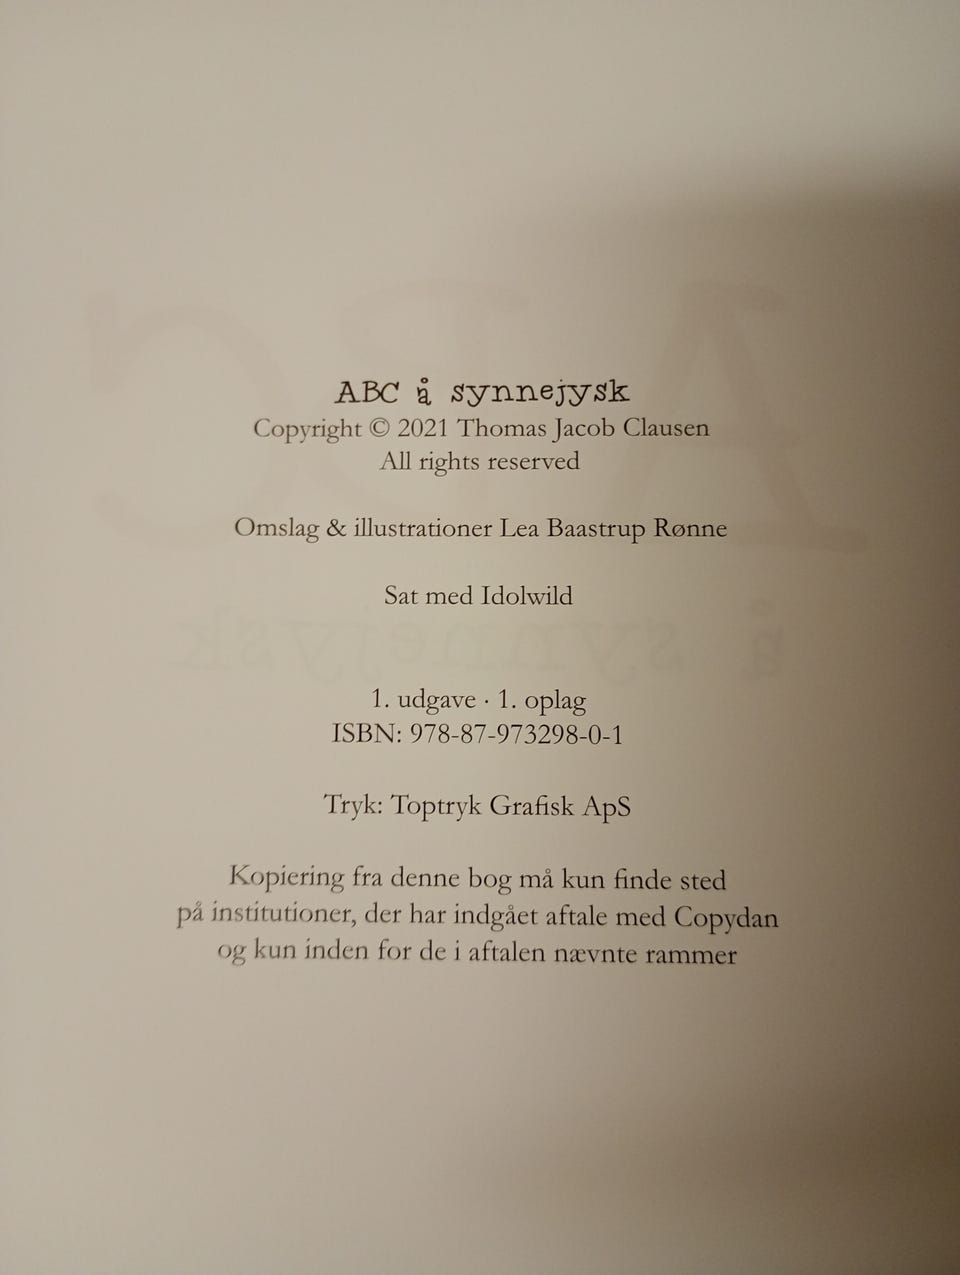 ABC å synnejysk
Copyright © 2021 Thomas Jacob Clausen
All rights reserved
Omslag & illustrationer Lea Baastrup Rønne
Sat med Idolwild
1. udgave · 1. oplag
ISBN: 978-87-973298-0-1
Tryk: Toptryk Grafisk ApS
Kopiering fra denne bog må kun finde sted
på institutioner, der har indgået aftale med Copydan
og kun inden for de i aftalen nævnte rammer